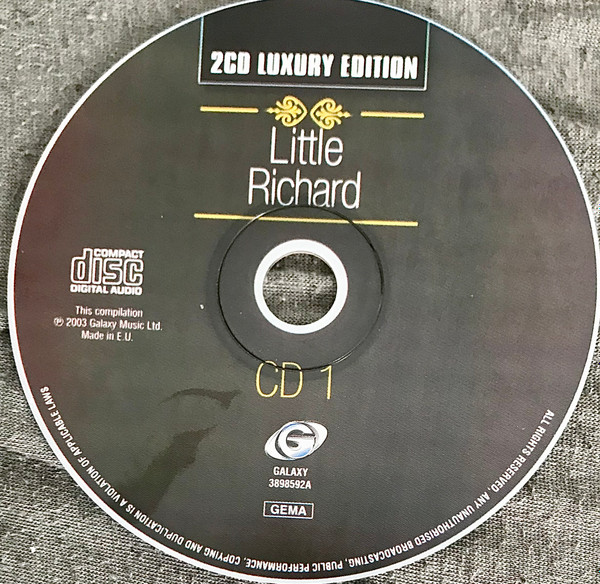 2CD LUXURY EDITION
Little
Richard
COMPACT
disc
DIGITAL AUDIO
This compilation
℗ 2003 Galaxy Music Ltd.
Made in E.U.
CD 1
G
GALAXY
3898592A
GEMA
ALL RIGHTS RESERVED, ANY UNAUTHORISED BROADCASTING, PUBLIC PERFORMANCE, COPYING AND DUPLICATION IS A VIOLATION OF APPLICABLE LAWS